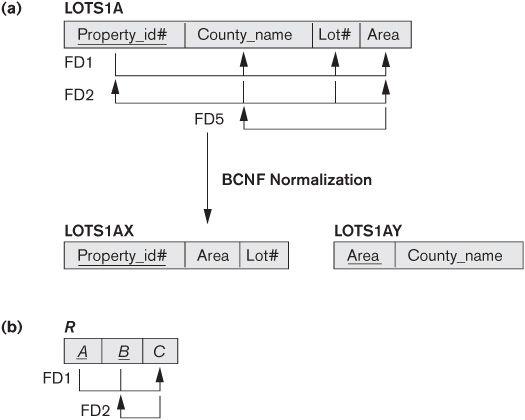 (a)
LOTS1A
Property_id# County_name Lot# Area
FD1
FD2
FD5
BCNF Normalization
LOTS1AX
Property_id# Area Lot#
LOTS1AY
Area County_name
(b)
R
A B C
FD1
FD2